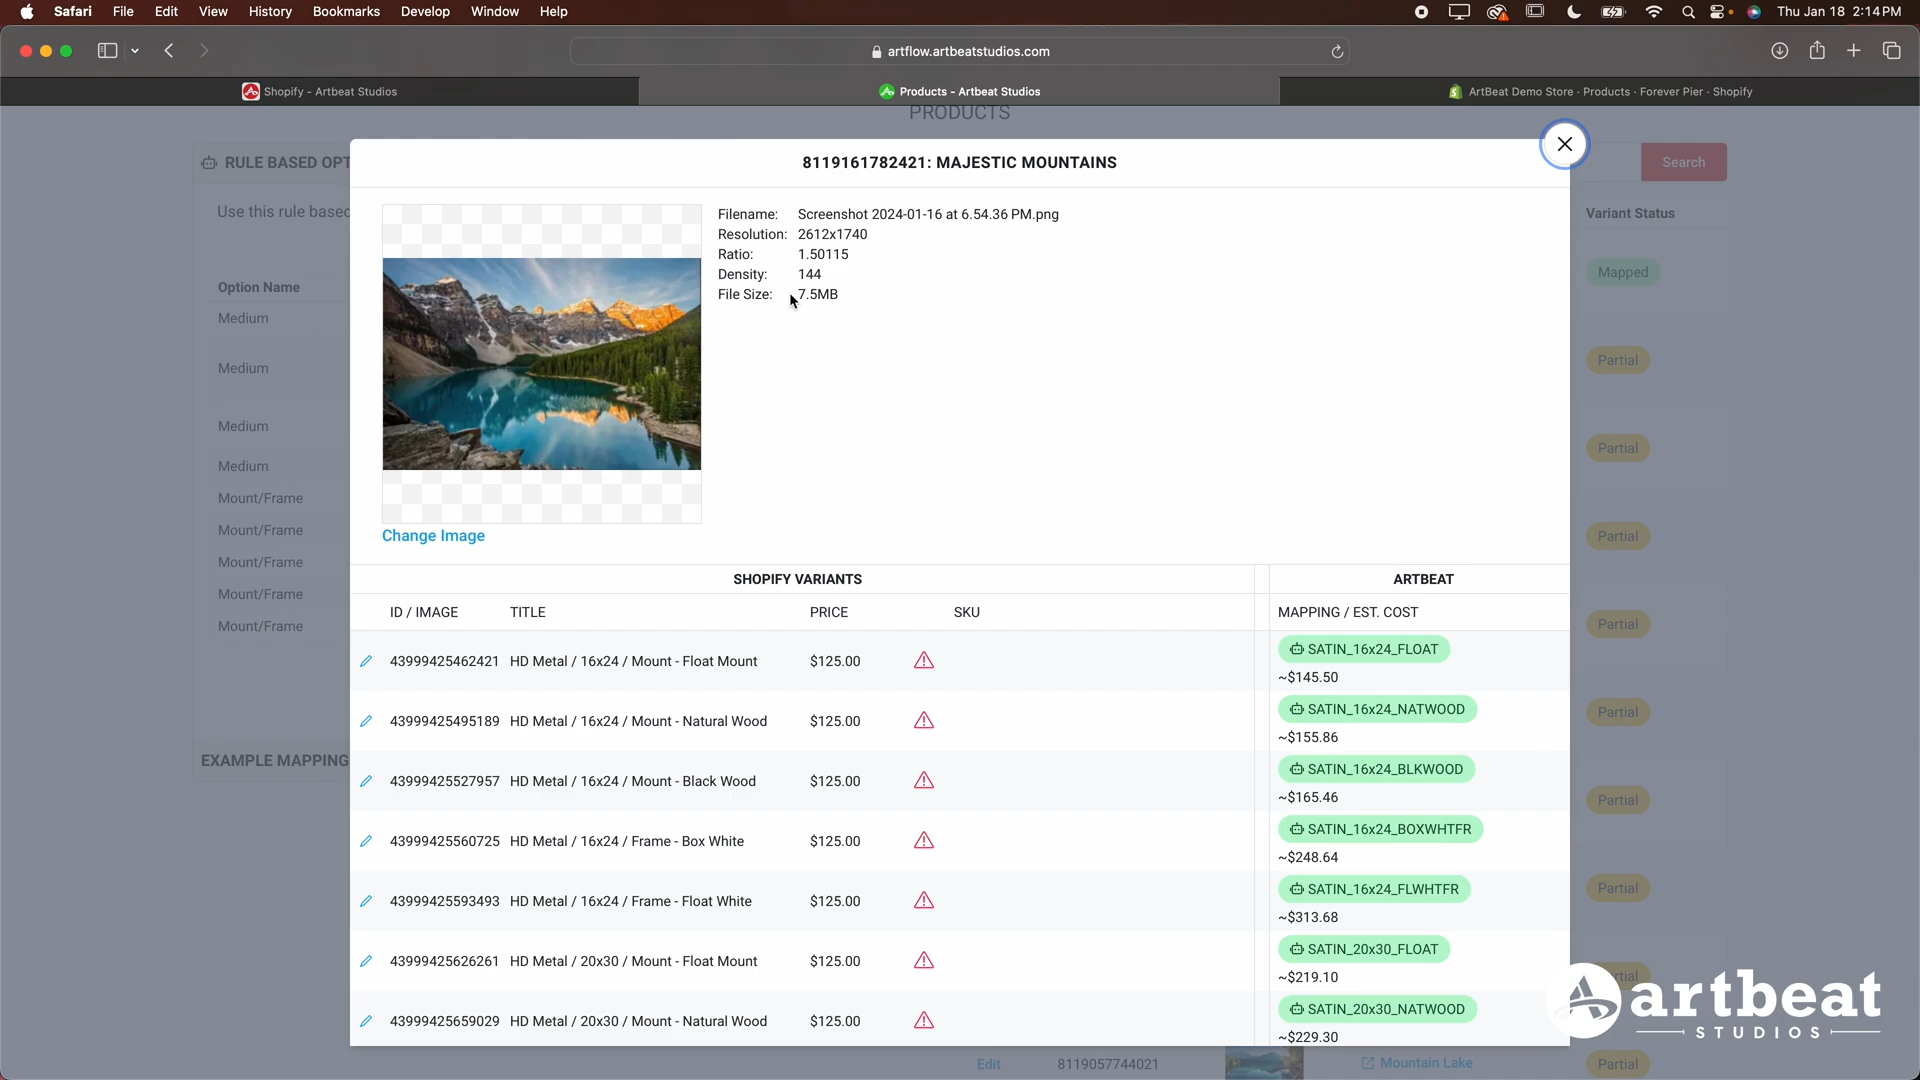 Safari File Edit View History Bookmarks Develop Window Help Thu Jan 18 2:14 PM
artflow.artbeatstudios.com
Shopify - Artbeat Studios
Products - Artbeat Studios
ArtBeat Demo Store · Products · Forever Pier · Shopify
PRODUCTS
RULE BASED OPT
8119161782421: MAJESTIC MOUNTAINS
Search
Use this rule based
Variant Status
Filename: Screenshot 2024-01-16 at 6.54.36 PM.png
Resolution: 2612x1740
Ratio: 1.50115
Density: 144
File Size: 7.5MB
Mapped
Option Name
Medium
Medium
Partial
Medium
Partial
Medium
Mount/Frame
Mount/Frame
Partial
Mount/Frame
Mount/Frame
Partial
Mount/Frame
Change Image
SHOPIFY VARIANTS ARTBEAT
ID / IMAGE TITLE PRICE SKU MAPPING / EST. COST
43999425462421 HD Metal / 16x24 / Mount - Float Mount $125.00 SATIN_16x24_FLOAT
~$145.50
43999425495189 HD Metal / 16x24 / Mount - Natural Wood $125.00 SATIN_16x24_NATWOOD
~$155.86
Partial
EXAMPLE MAPPING
43999425527957 HD Metal / 16x24 / Mount - Black Wood $125.00 SATIN_16x24_BLKWOOD
~$165.46
Partial
43999425560725 HD Metal / 16x24 / Frame - Box White $125.00 SATIN_16x24_BOXWHTFR
~$248.64
Partial
43999425593493 HD Metal / 16x24 / Frame - Float White $125.00 SATIN_16x24_FLWHTFR
~$313.68
43999425626261 HD Metal / 20x30 / Mount - Float Mount $125.00 SATIN_20x30_FLOAT
~$219.10
tial
43999425659029 HD Metal / 20x30 / Mount - Natural Wood $125.00 SATIN_20x30_NATWOOD
~$229.30
artbeat
STUDIOS
Edit 8119057744021 Mountain Lake Partial